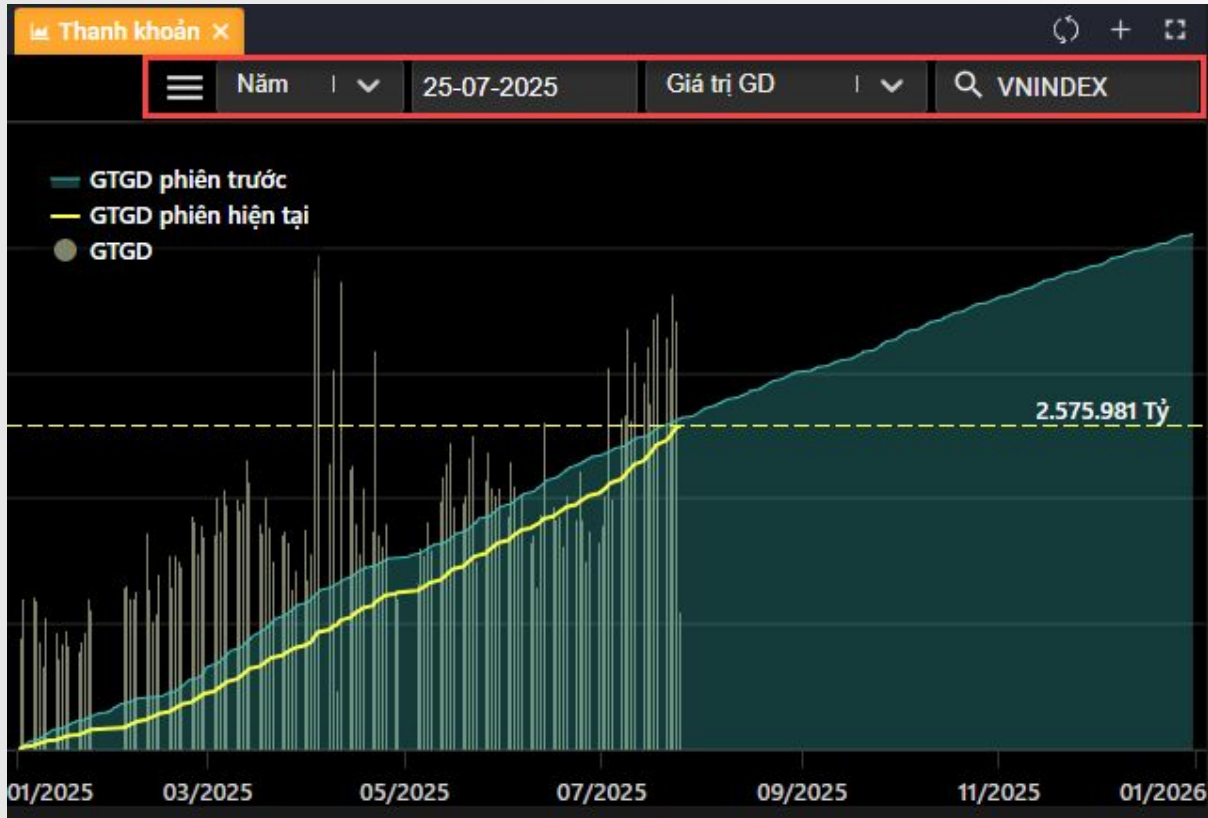 Thanh khoản
Năm 25-07-2025 Giá trị GD VNINDEX
GTGD phiên trước
GTGD phiên hiện tại
GTGD
2.575.981 Tỷ
01/2025 03/2025 05/2025 07/2025 09/2025 11/2025 01/2026